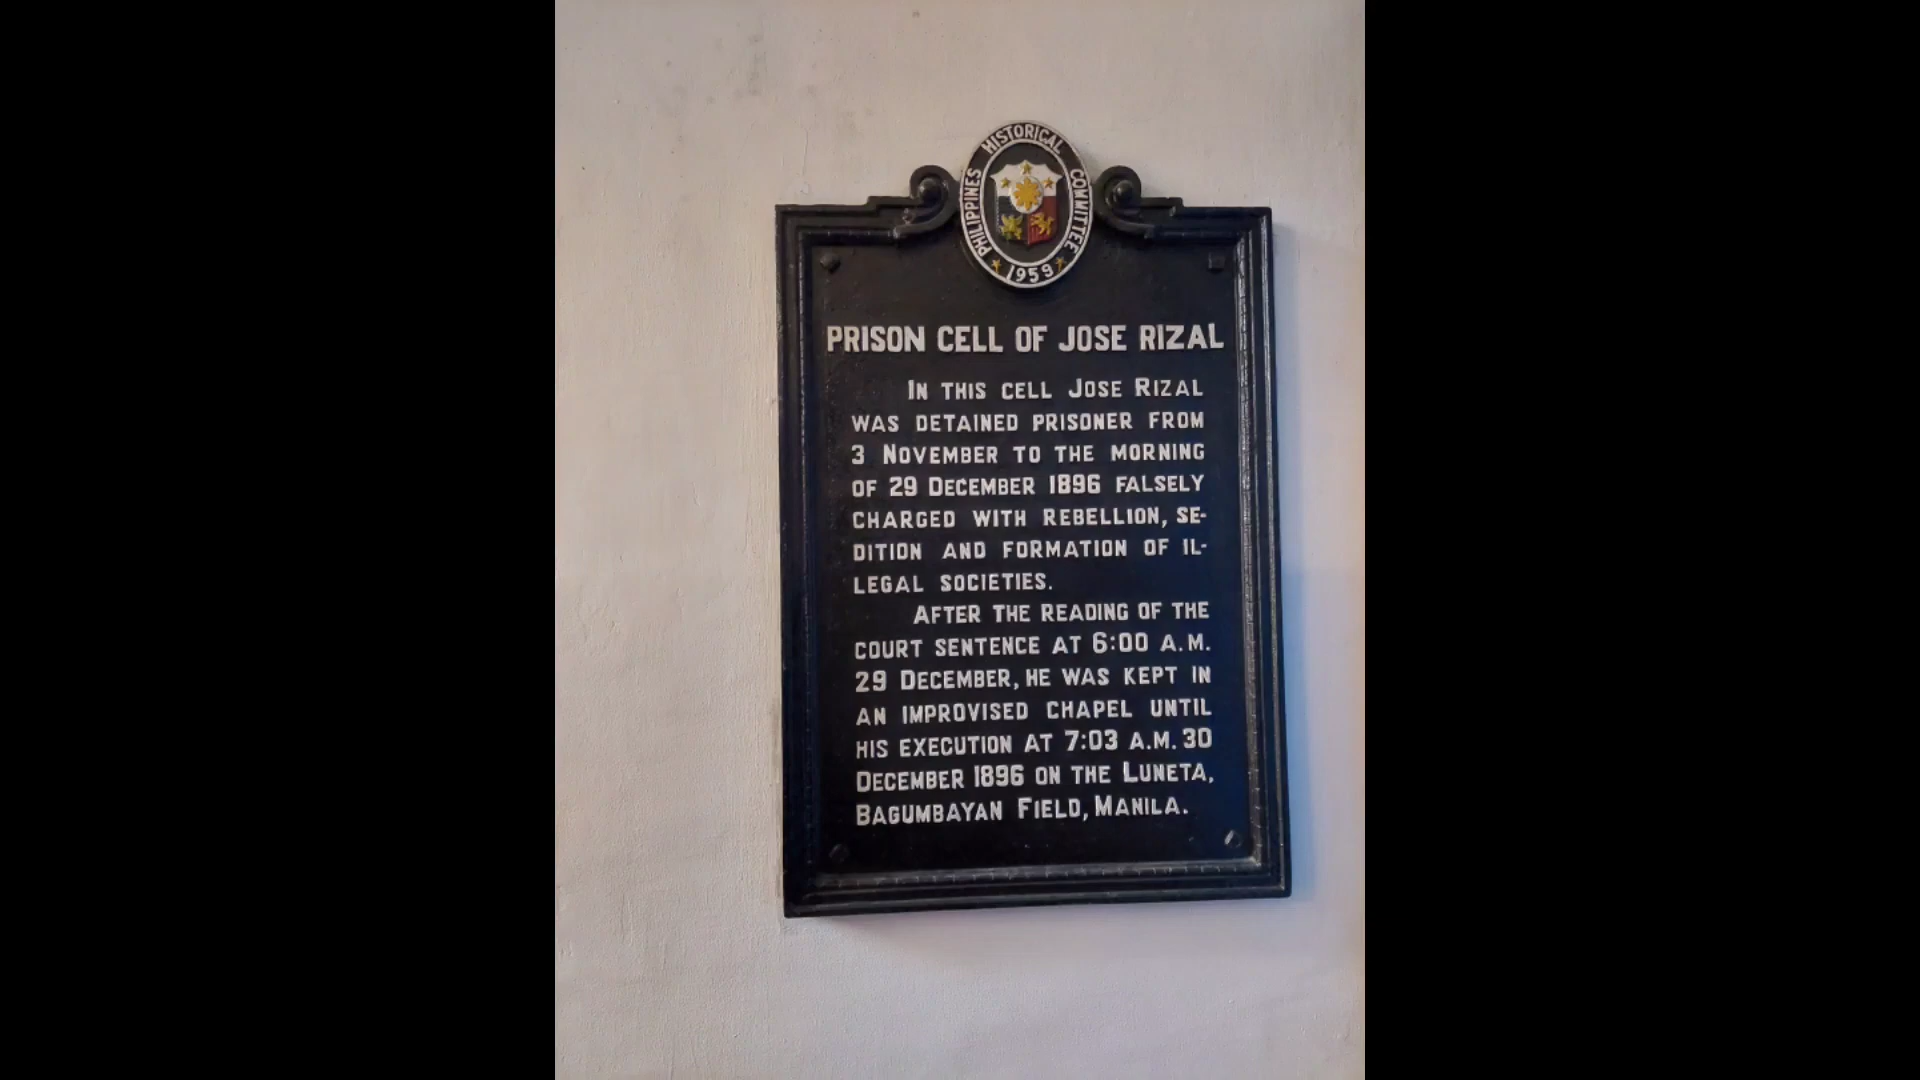 PHILIPPINES HISTORICAL COMMITTEE
1959
PRISON CELL OF JOSE RIZAL
IN THIS CELL JOSE RIZAL
WAS DETAINED PRISONER FROM
3 NOVEMBER TO THE MORNING
OF 29 DECEMBER 1896 FALSELY
CHARGED WITH REBELLION, SE-
DITION AND FORMATION OF IL-
LEGAL SOCIETIES.
AFTER THE READING OF THE
COURT SENTENCE AT 6:00 A.M.
29 DECEMBER, HE WAS KEPT IN
AN IMPROVISED CHAPEL UNTIL
HIS EXECUTION AT 7:03 A.M. 30
DECEMBER 1896 ON THE LUNETA,
BAGUMBAYAN FIELD, MANILA.